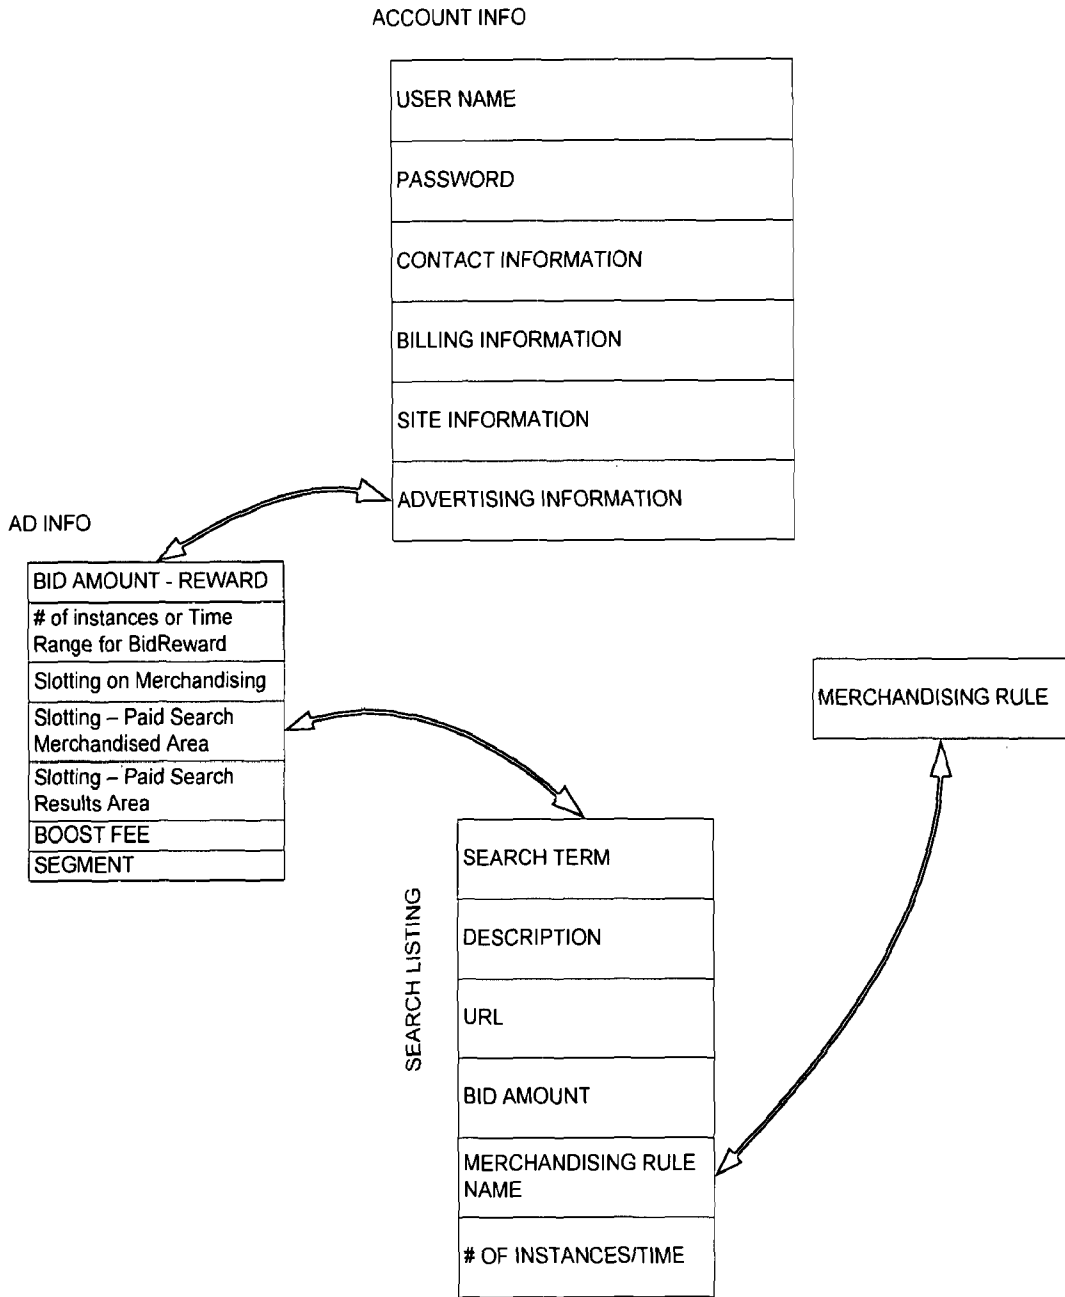 ACCOUNT INFO
USER NAME
PASSWORD
CONTACT INFORMATION
BILLING INFORMATION
SITE INFORMATION
ADVERTISING INFORMATION
AD INFO
BID AMOUNT - REWARD
# of instances or Time
Range for BidReward
Slotting on Merchandising
Slotting – Paid Search
Merchandised Area
Slotting – Paid Search
Results Area
BOOST FEE
SEGMENT
MERCHANDISING RULE
SEARCH LISTING
SEARCH TERM
DESCRIPTION
URL
BID AMOUNT
MERCHANDISING RULE
NAME
# OF INSTANCES/TIME